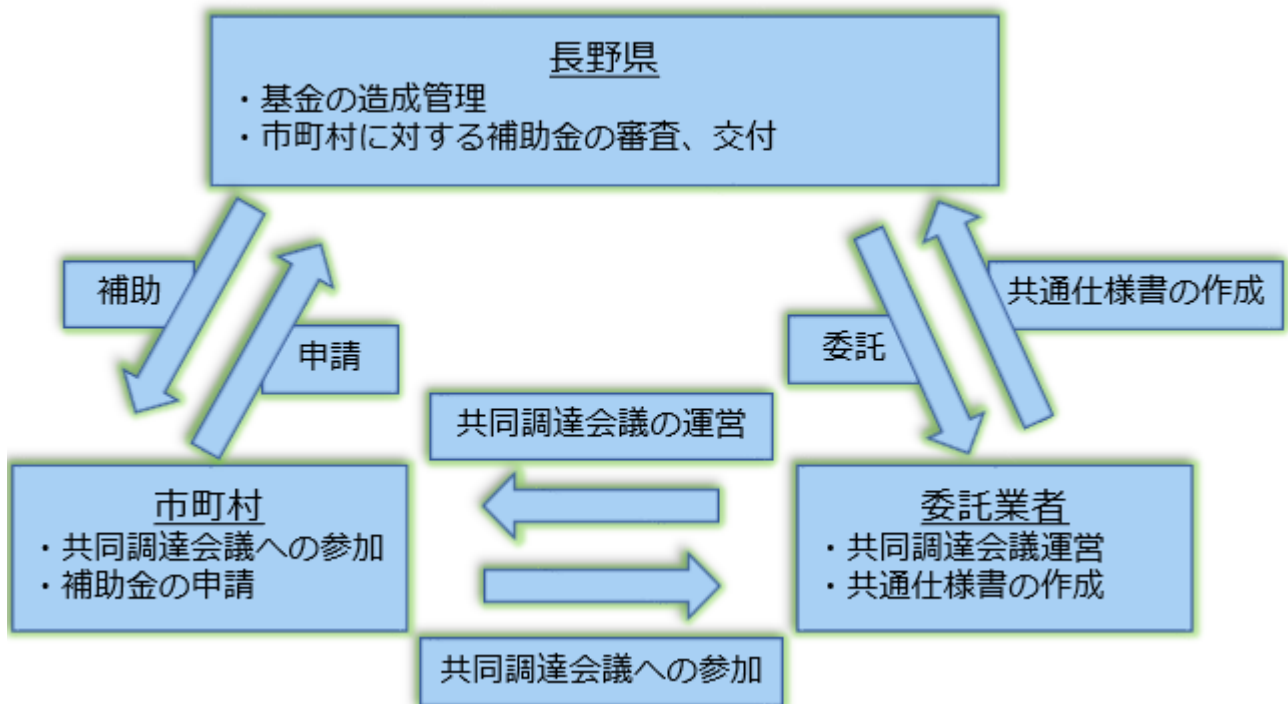 長野県
・基金の造成管理
・市町村に対する補助金の審査、交付
補助
申請
委託
共通仕様書の作成
共同調達会議の運営
市町村
・共同調達会議への参加
・補助金の申請
委託業者
・共同調達会議運営
・共通仕様書の作成
共同調達会議への参加